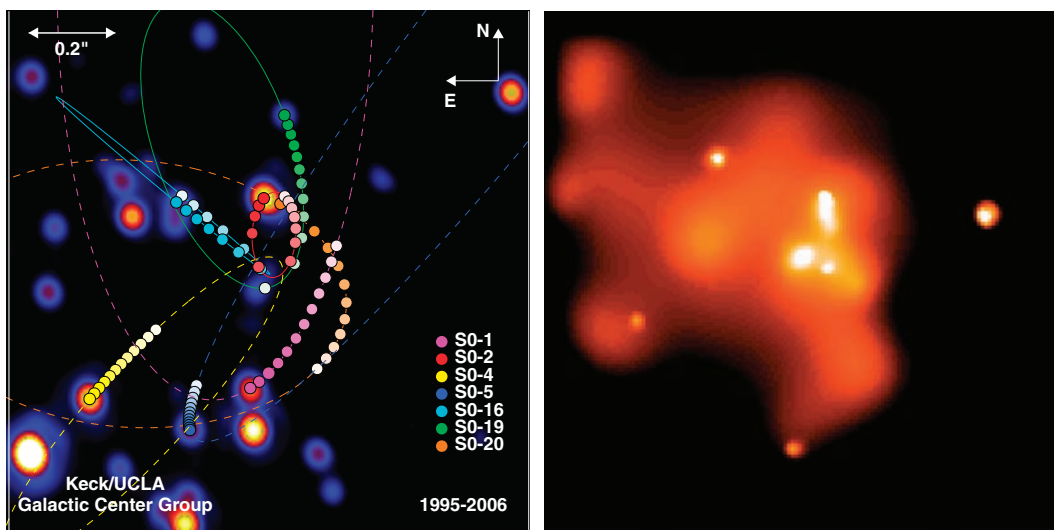 0.2"
N
E
S0-1
S0-2
S0-4
S0-5
S0-16
S0-19
S0-20
Keck/UCLA
Galactic Center Group
1995-2006